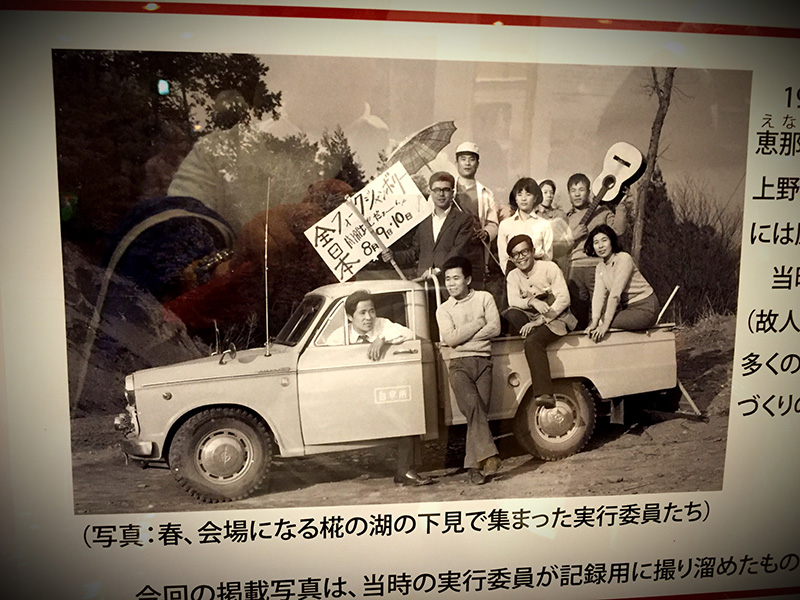 全日本
フォークジャンボリー
8月9日・10日
自家用
19
えな
恵那
上野
には
当時
(故人
多くの
づくりの
(写真:春、会場になる椛の湖の下見で集まった実行委員たち)
今回の掲載写真は、当時の実行委員が記録用に撮り溜めたもの